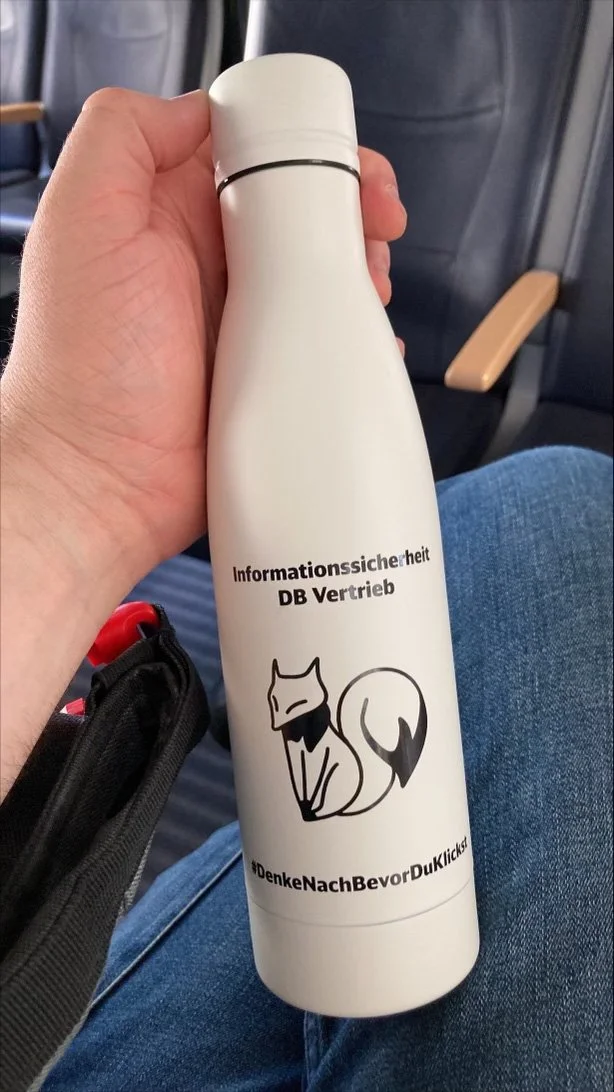 Informationssicherheit
DB Vertrieb
#DenkeNachBevorDuKlickst